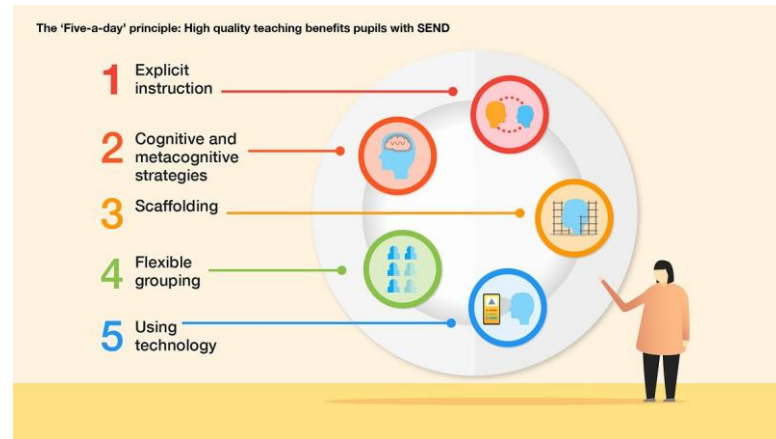 The ‘Five-a-day’ principle: High quality teaching benefits pupils with SEND
1 Explicit
instruction
2 Cognitive and
metacognitive
strategies
3 Scaffolding
4 Flexible
grouping
5 Using
technology